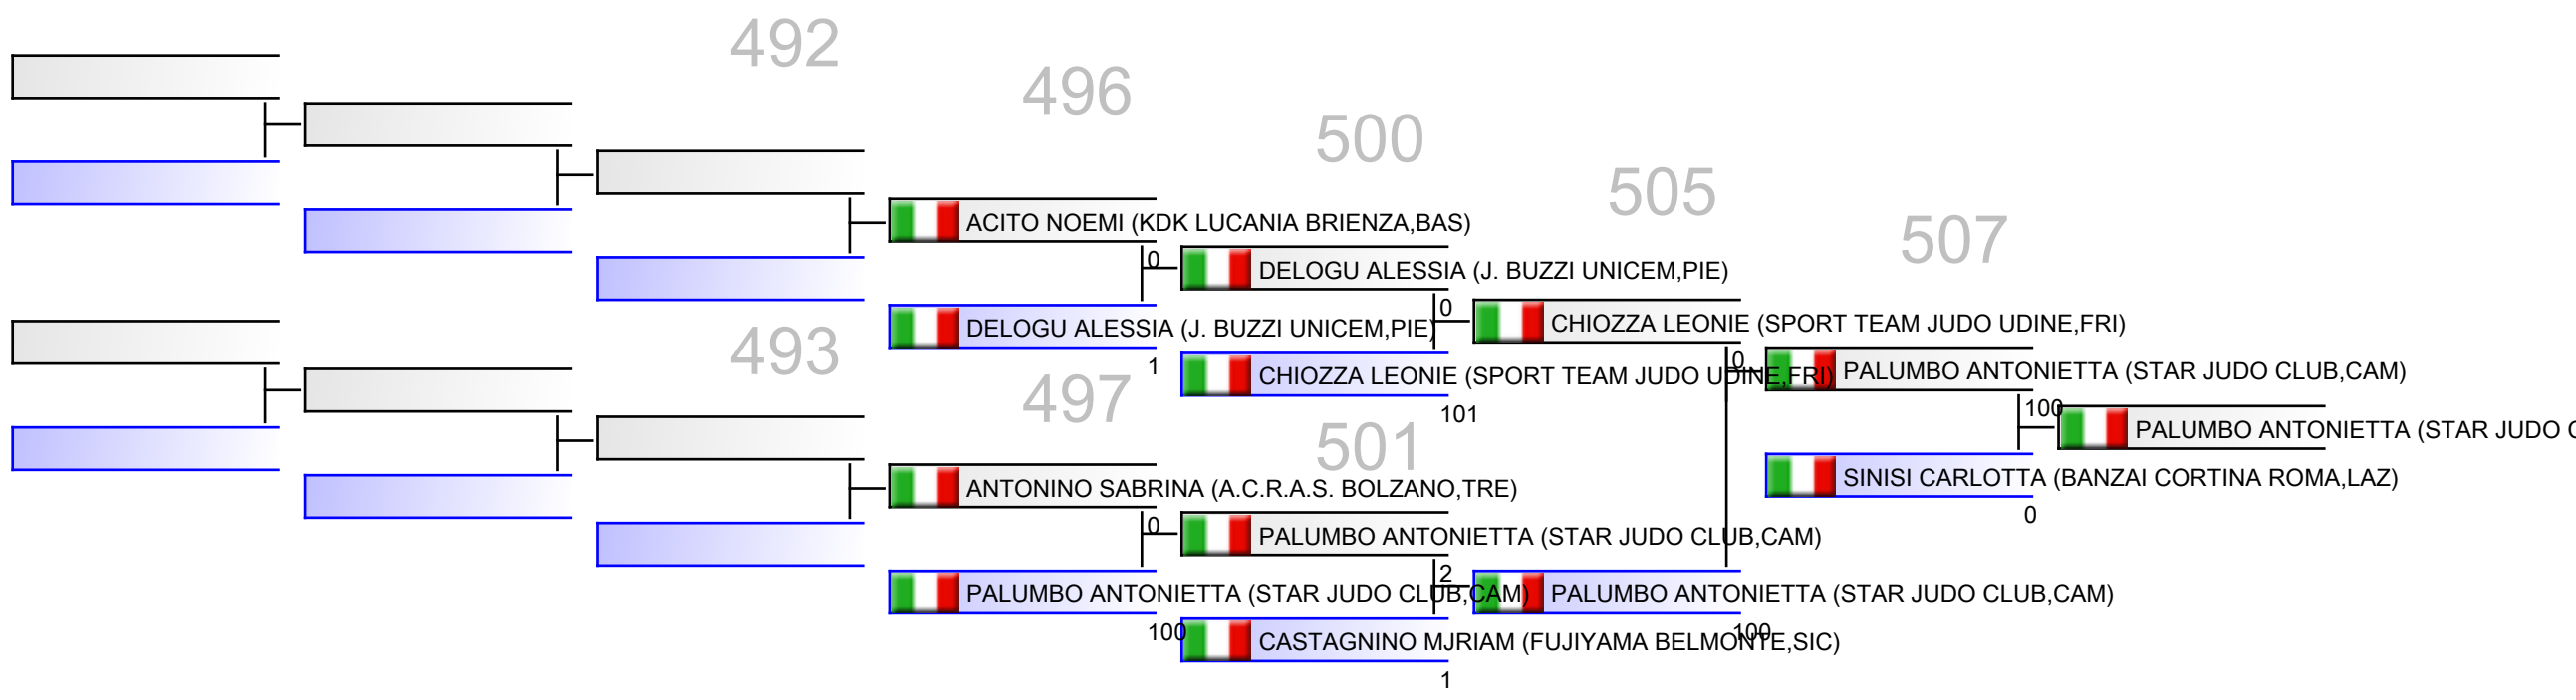 492
496
500
505
507
ACITO NOEMI (KDK LUCANIA BRIENZA,BAS)
0
DELOGU ALESSIA (J. BUZZI UNICEM,PIE)
0
DELOGU ALESSIA (J. BUZZI UNICEM,PIE)
1
CHIOZZA LEONIE (SPORT TEAM JUDO UDINE,FRI)
0
CHIOZZA LEONIE (SPORT TEAM JUDO UDINE,FRI)
101
PALUMBO ANTONIETTA (STAR JUDO CLUB,CAM)
100
PALUMBO ANTONIETTA (STAR JUDO C
SINISI CARLOTTA (BANZAI CORTINA ROMA,LAZ)
0
493
497
501
ANTONINO SABRINA (A.C.R.A.S. BOLZANO,TRE)
0
PALUMBO ANTONIETTA (STAR JUDO CLUB,CAM)
2
PALUMBO ANTONIETTA (STAR JUDO CLUB,CAM)
100
PALUMBO ANTONIETTA (STAR JUDO CLUB,CAM)
100
CASTAGNINO MJRIAM (FUJIYAMA BELMONTE,SIC)
1